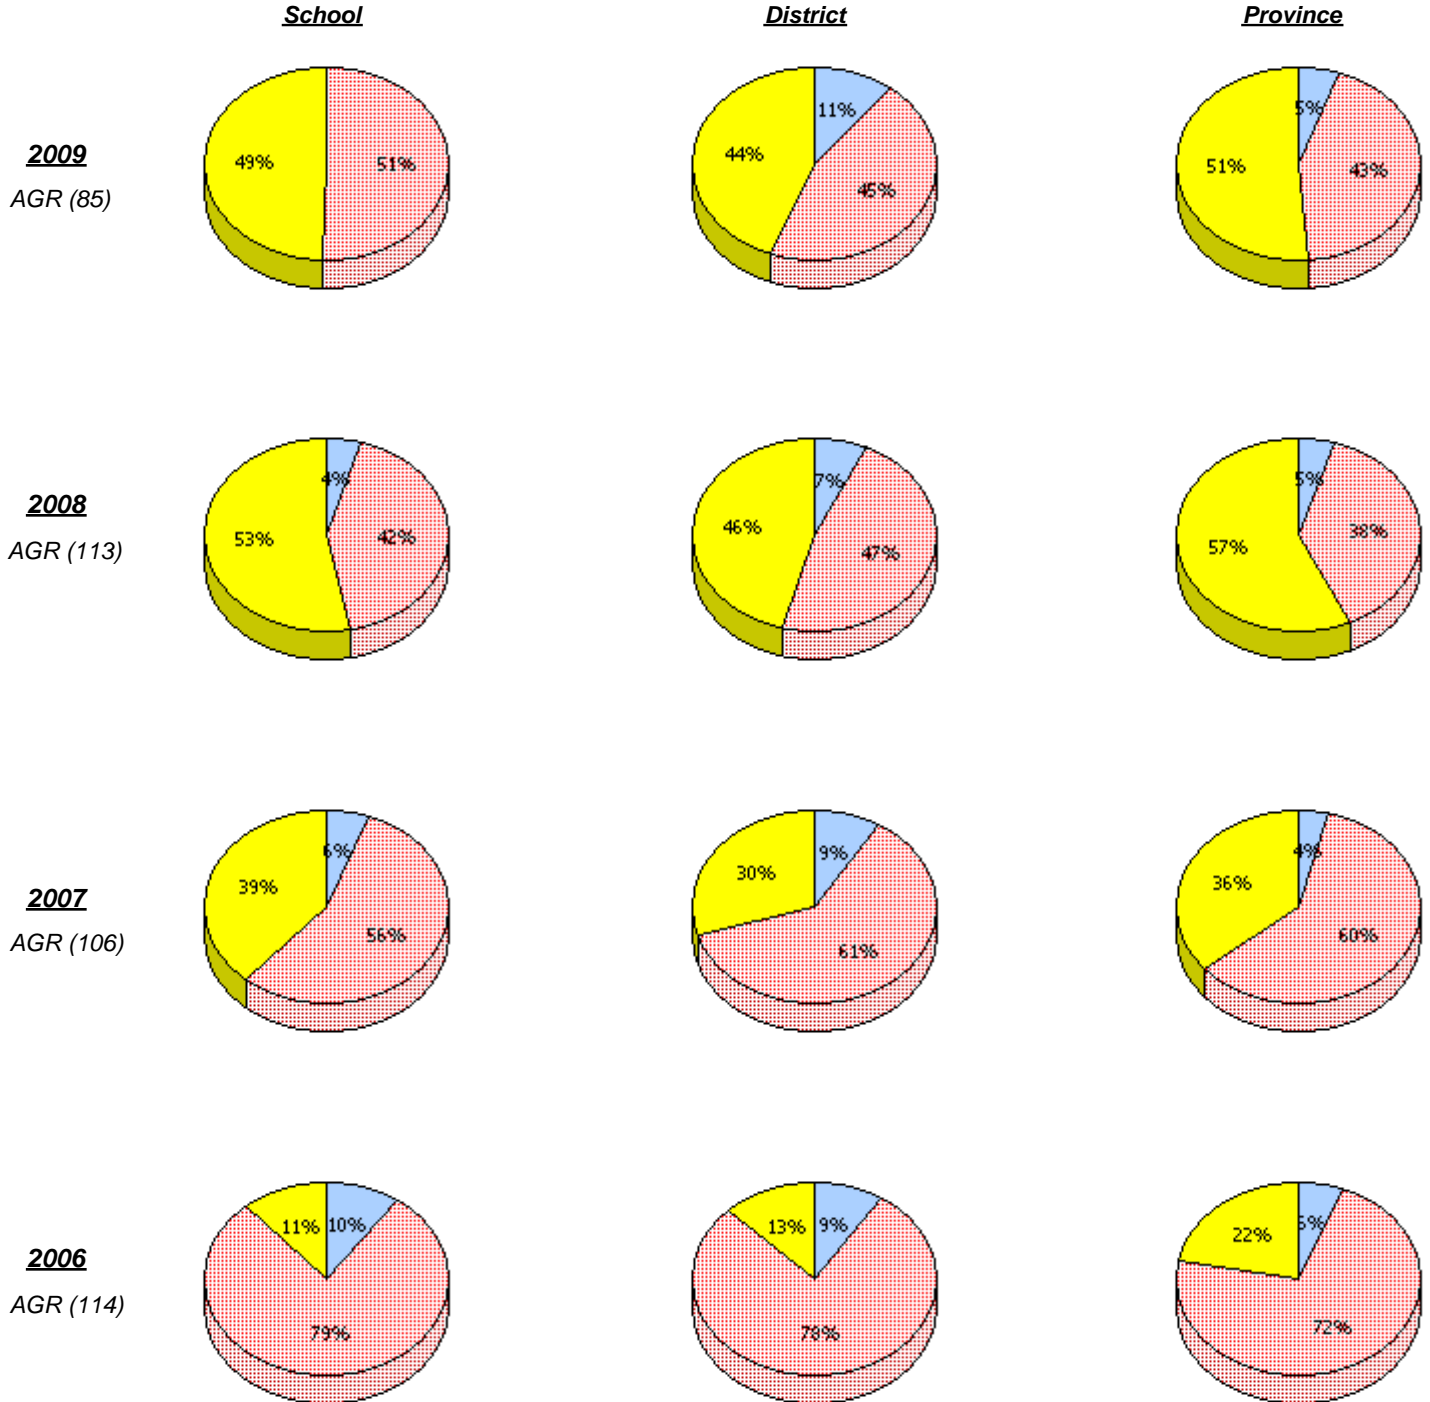 School District Province
2009
AGR (85)
49% 51%
44% 11% 45%
51% 5% 43%
2008
AGR (113)
53% 4% 42%
46% 7% 47%
57% 5% 38%
2007
AGR (106)
39% 6% 56%
30% 9% 61%
36% 4% 60%
2006
AGR (114)
11% 10% 79%
13% 9% 78%
22% 72%